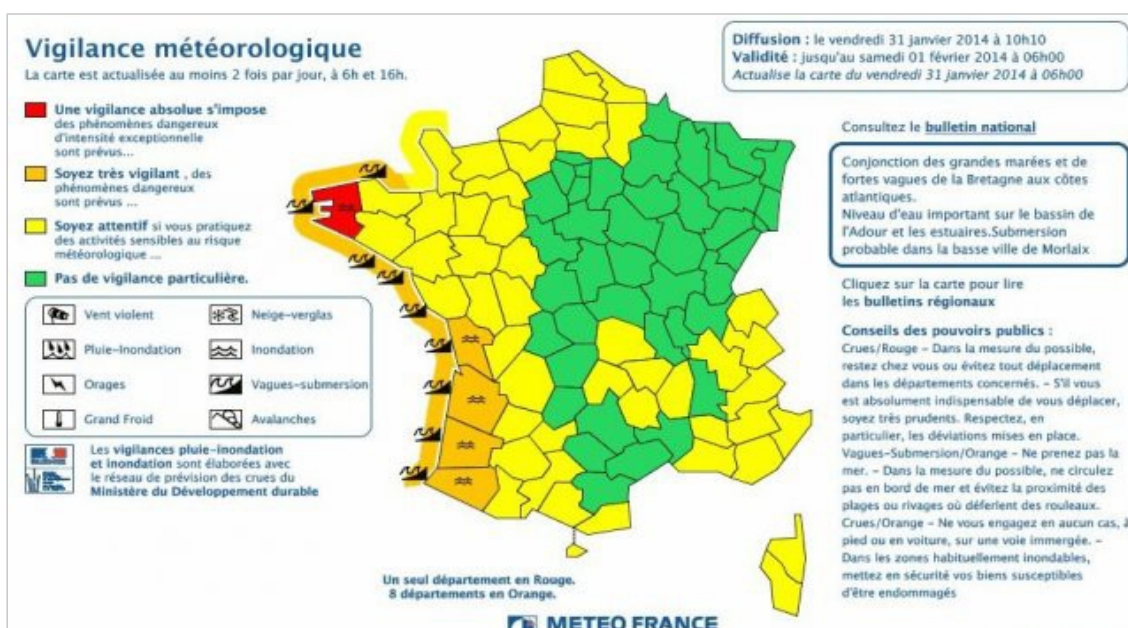 Vigilance météorologique
La carte est actualisée au moins 2 fois par jour, à 6h et 16h.
Une vigilance absolue s'impose
des phénomènes dangereux
d'intensité exceptionnelle
sont prévus...
Soyez très vigilant , des
phénomènes dangereux
sont prévus ...
Soyez attentif si vous pratiquez
des activités sensibles au risque
météorologique ...
Pas de vigilance particulière.
Vent violent
Neige-verglas
Pluie-Inondation
Inondation
Orages
Vagues-submersion
Grand Froid
Avalanches
Les vigilances pluie-inondation
et inondation sont élaborées avec
le réseau de prévision des crues du
Ministère du Développement durable
Un seul département en Rouge.
8 départements en Orange.
METEO FRANCE
Diffusion : le vendredi 31 janvier 2014 à 10h10
Validité : jusqu'au samedi 01 février 2014 à 06h00
Actualise la carte du vendredi 31 janvier 2014 à 06h00
Consultez le bulletin national
Conjonction des grandes marées et de
fortes vagues de la Bretagne aux côtes
atlantiques.
Niveau d'eau important sur le bassin de
l'Adour et les estuaires.Submersion
probable dans la basse ville de Morlaix
Cliquez sur la carte pour lire
les bulletins régionaux
Conseils des pouvoirs publics :
Crues/Rouge – Dans la mesure du possible,
restez chez vous ou évitez tout déplacement
dans les départements concernés. – S'il vous
est absolument indispensable de vous déplacer,
soyez très prudents. Respectez, en
particulier, les déviations mises en place.
Vagues-Submersion/Orange – Ne prenez pas la
mer. – Dans la mesure du possible, ne circulez
pas en bord de mer et évitez la proximité des
plages ou rivages où déferlent des rouleaux.
Crues/Orange – Ne vous engagez en aucun cas, à
pied ou en voiture, sur une voie immergée. –
Dans les zones habituellement inondables,
mettez en sécurité vos biens susceptibles
d'être endommagés